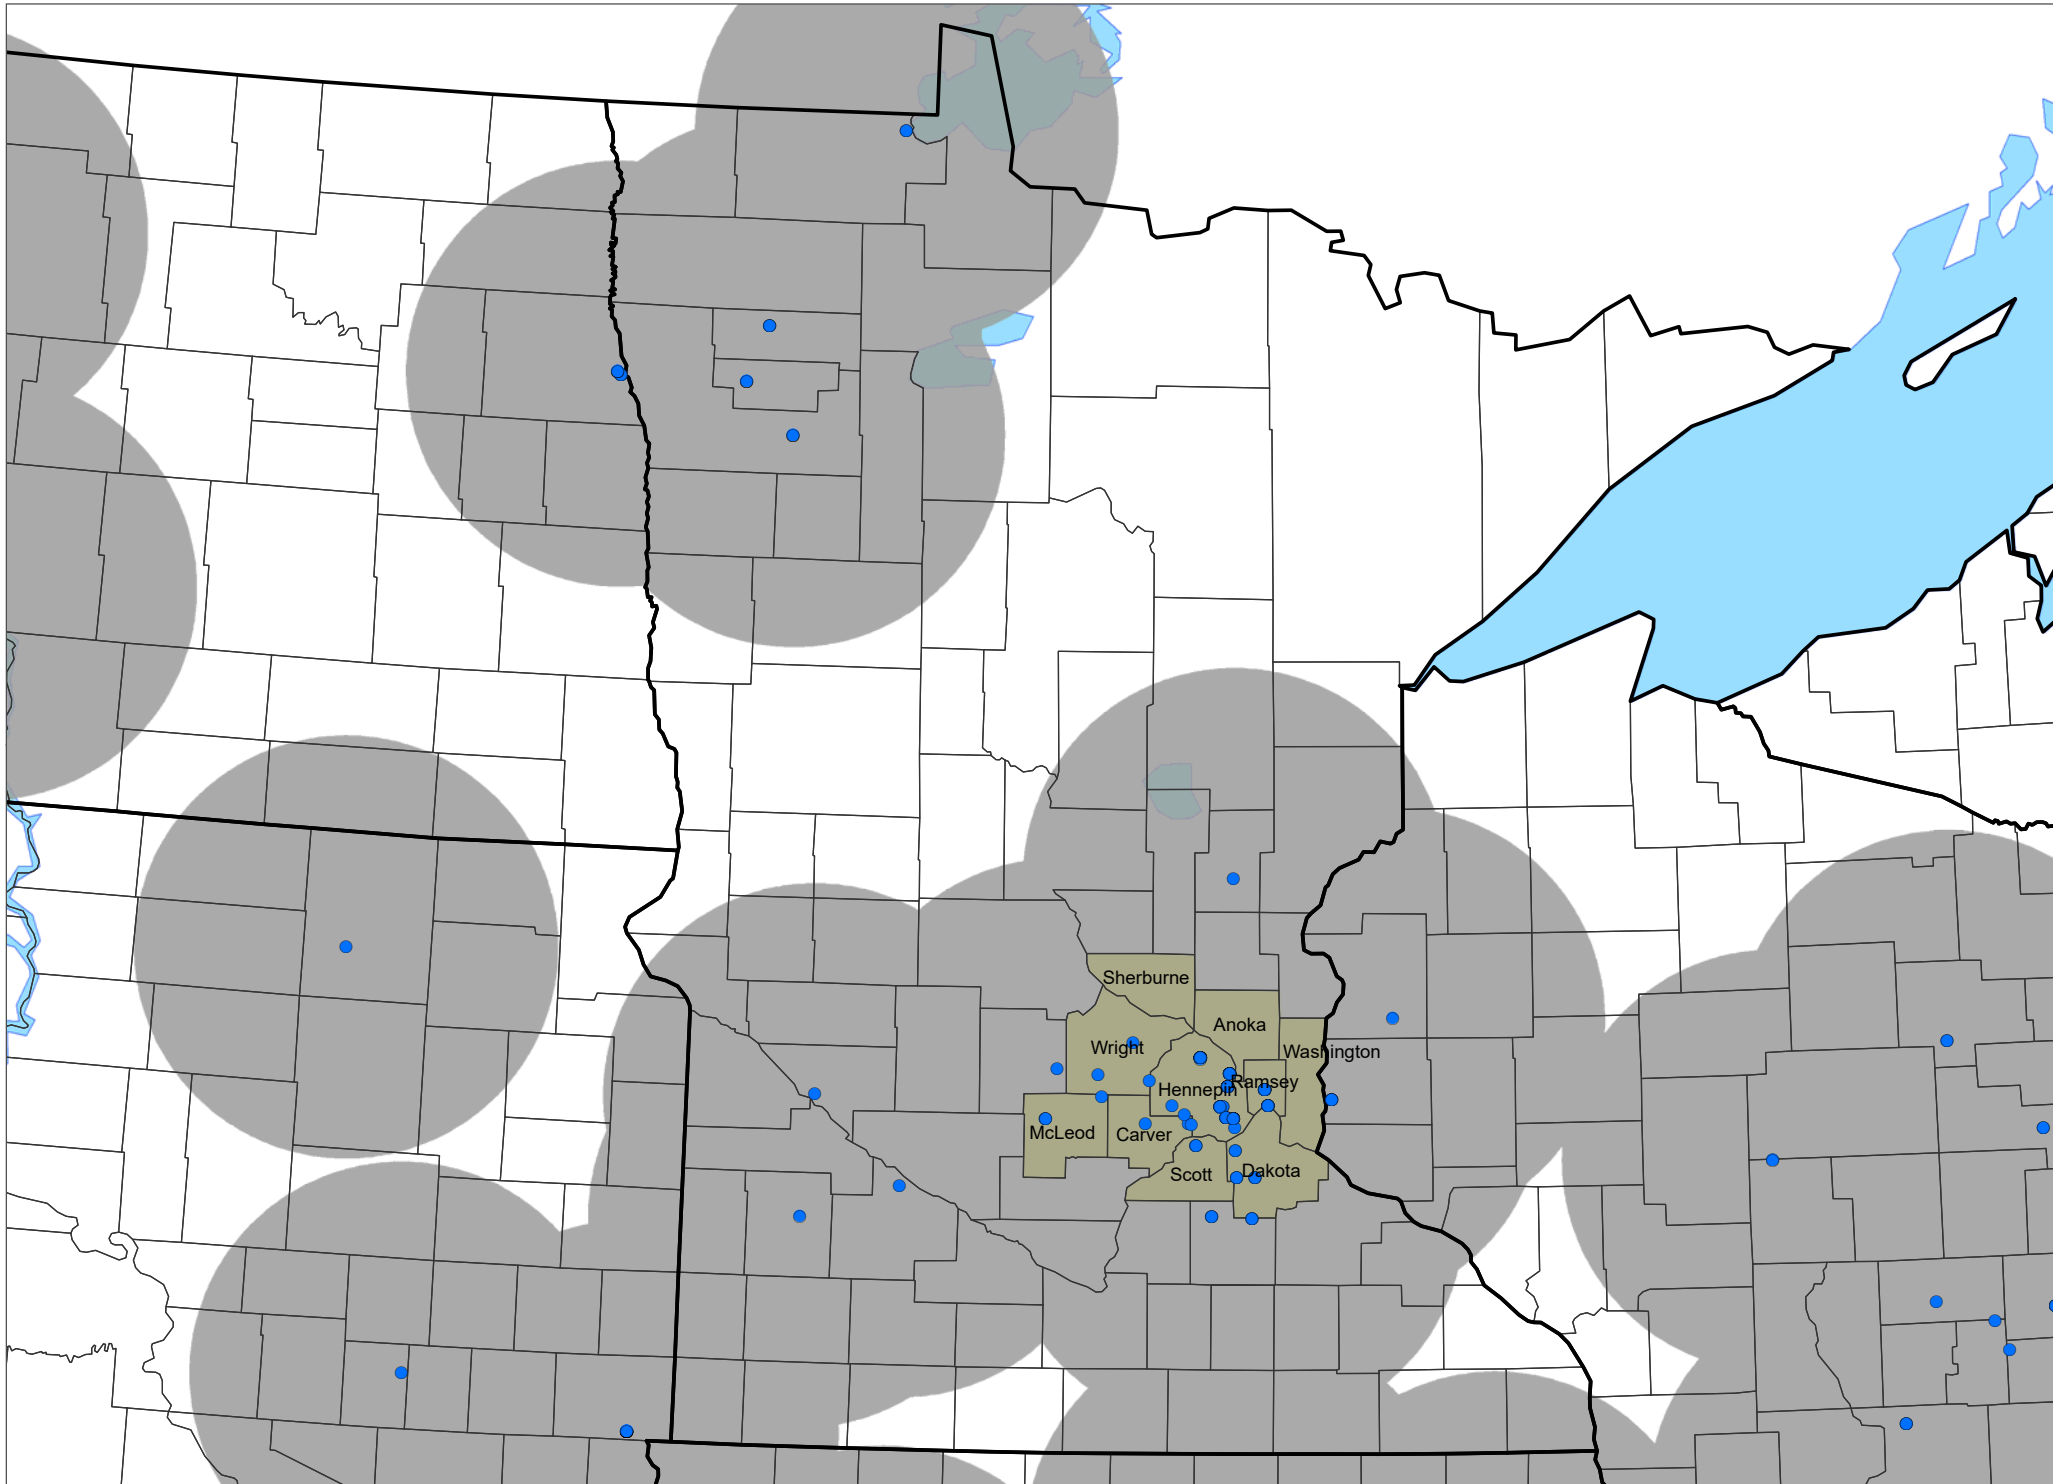 Sherburne
Anoka
Wright
Washington
Ramsey
Hennepin
McLeod
Carver
Scott
Dakota